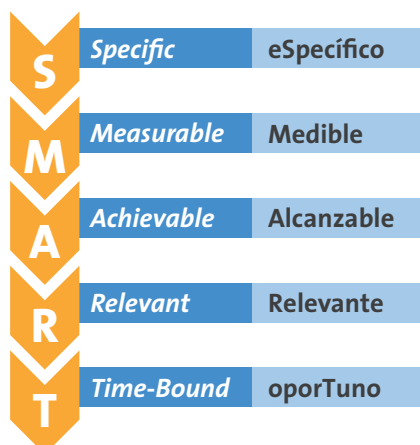 S Specific eSpecífico
M Measurable Medible
A Achievable Alcanzable
R Relevant Relevante
T Time-Bound oporTuno